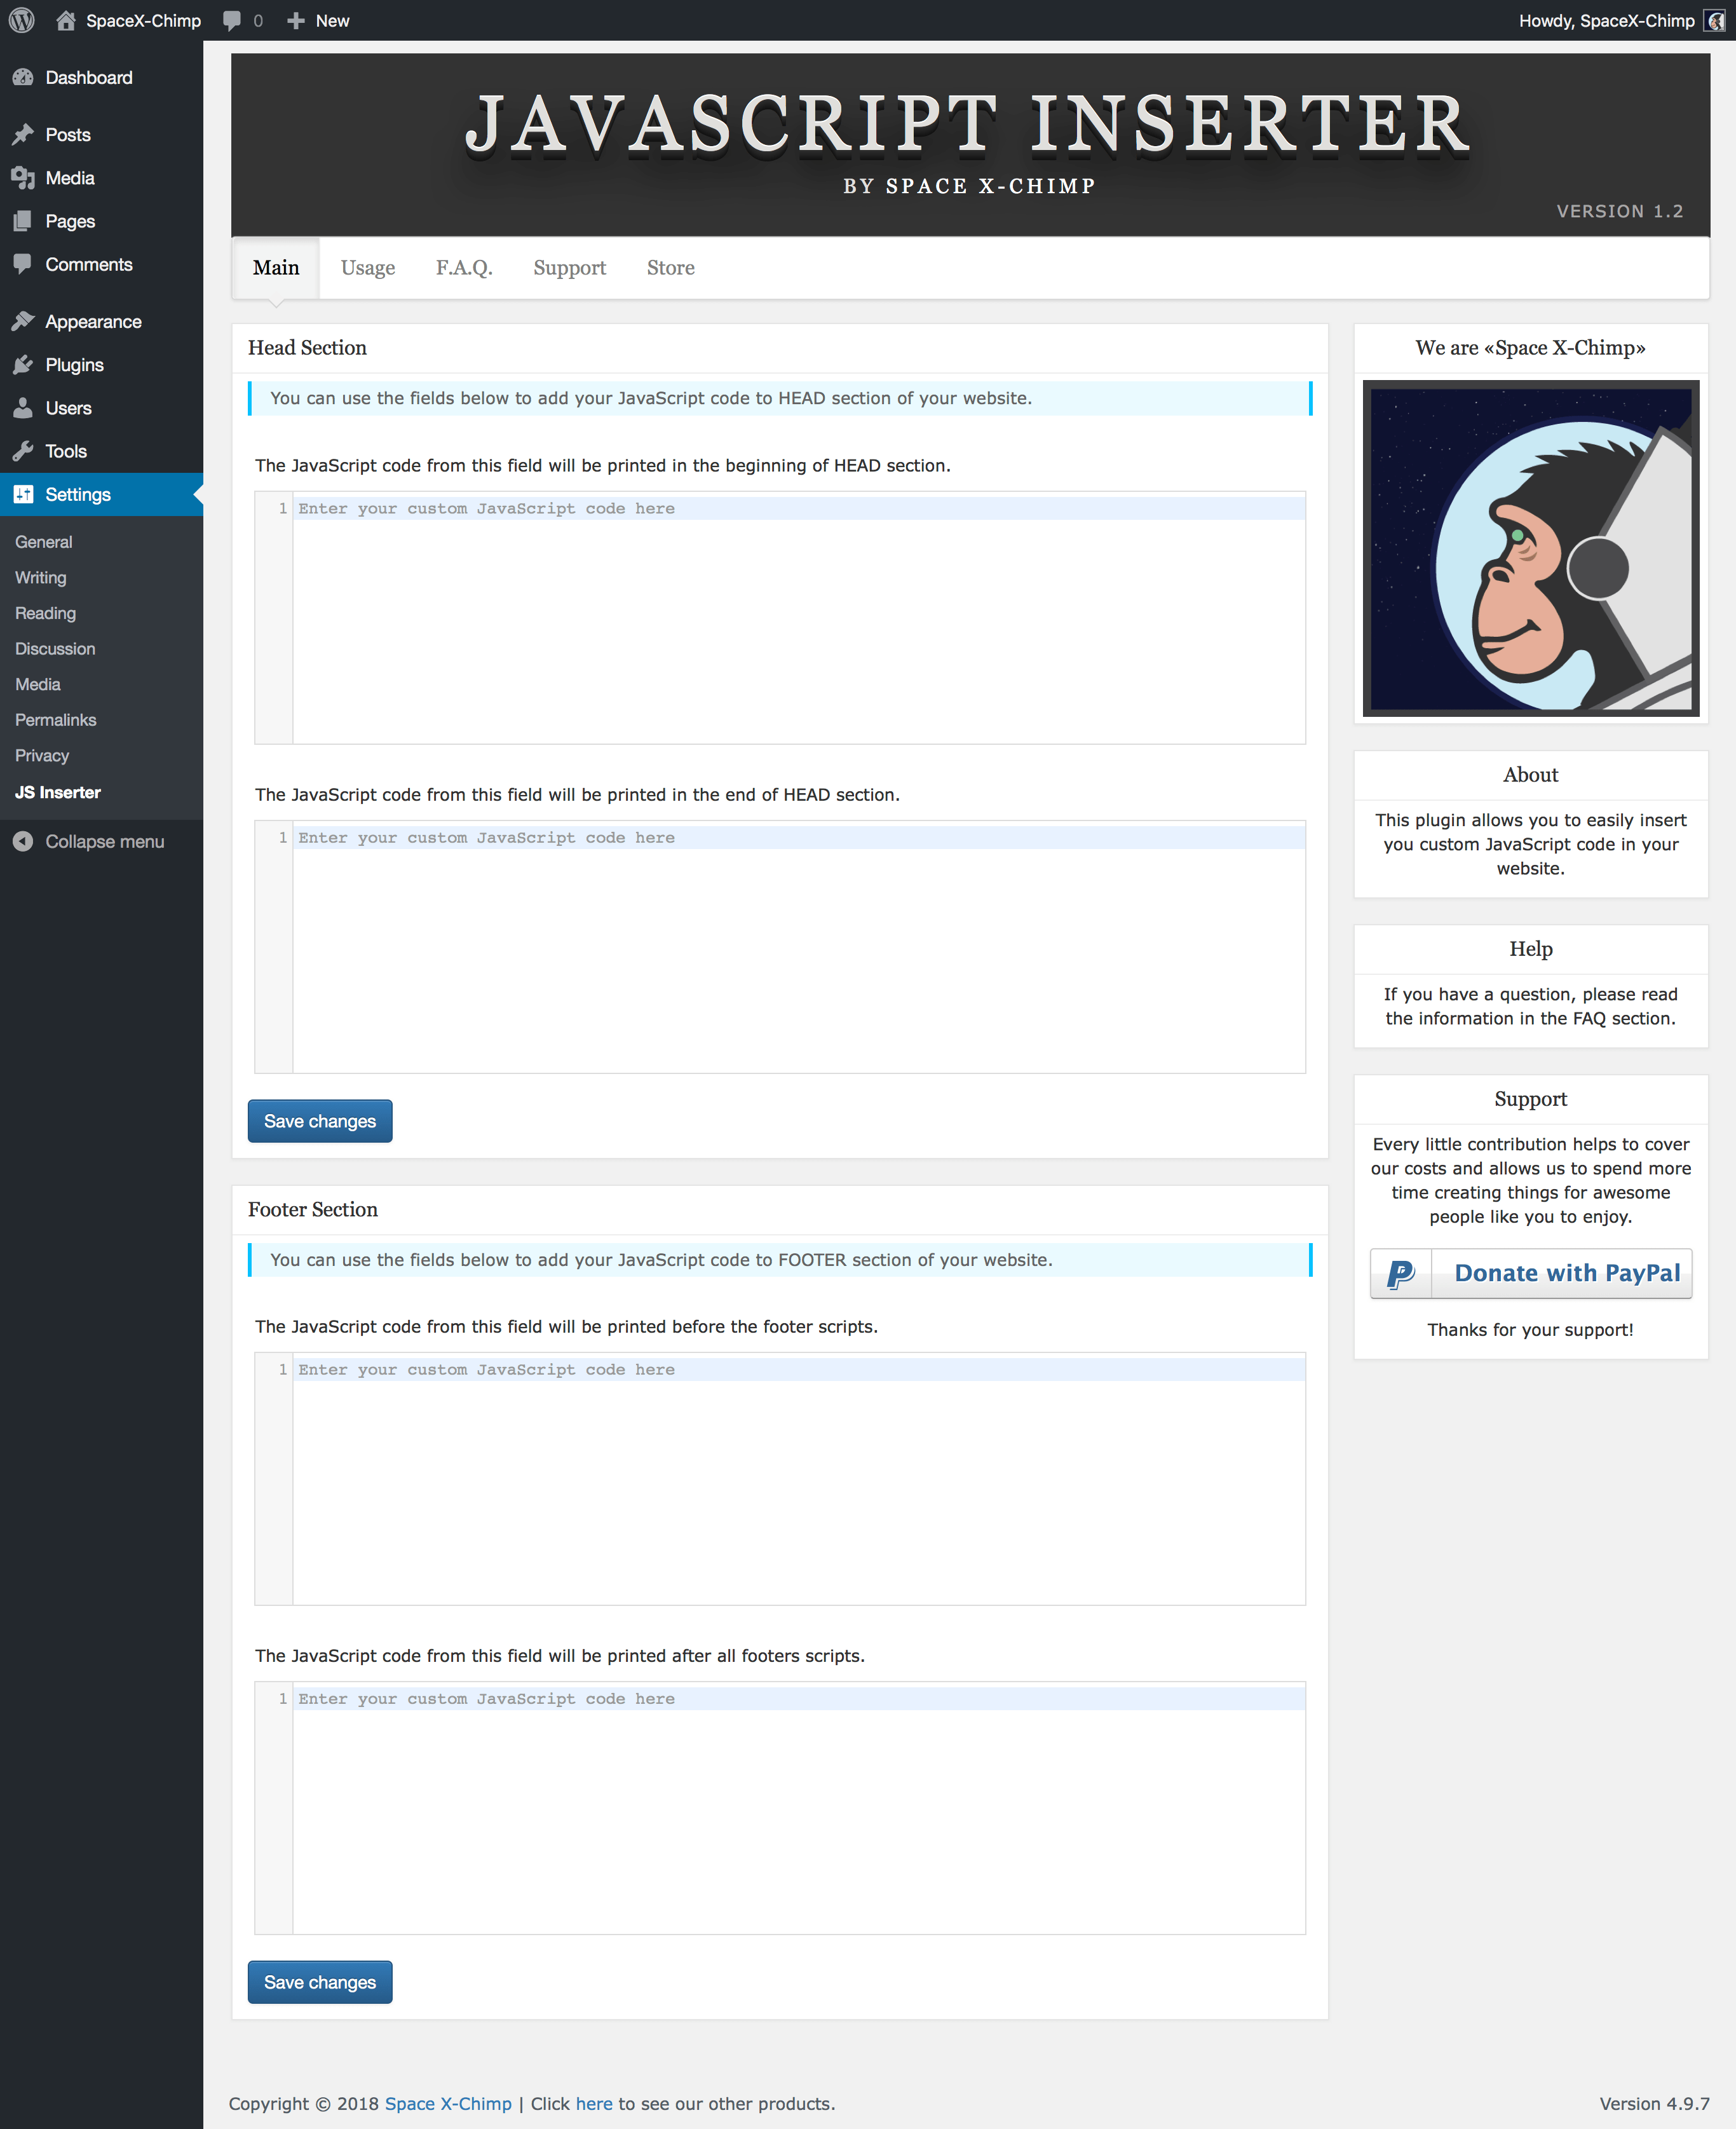 SpaceX-Chimp
0
New
Howdy, SpaceX-Chimp
Dashboard
Posts
Media
Pages
Comments
Appearance
Plugins
Users
Tools
Settings
General
Writing
Reading
Discussion
Media
Permalinks
Privacy
JS Inserter
Collapse menu
JAVASCRIPT INSERTER
BY SPACE X-CHIMP
VERSION 1.2
Main
Usage
F.A.Q.
Support
Store
Head Section
You can use the fields below to add your JavaScript code to HEAD section of your website.
The JavaScript code from this field will be printed in the beginning of HEAD section.
1 Enter your custom JavaScript code here
The JavaScript code from this field will be printed in the end of HEAD section.
1 Enter your custom JavaScript code here
Save changes
Footer Section
You can use the fields below to add your JavaScript code to FOOTER section of your website.
The JavaScript code from this field will be printed before the footer scripts.
1 Enter your custom JavaScript code here
The JavaScript code from this field will be printed after all footers scripts.
1 Enter your custom JavaScript code here
Save changes
We are «Space X-Chimp»
About
This plugin allows you to easily insert
you custom JavaScript code in your
website.
Help
If you have a question, please read
the information in the FAQ section.
Support
Every little contribution helps to cover
our costs and allows us to spend more
time creating things for awesome
people like you to enjoy.
Donate with PayPal
Thanks for your support!
Copyright © 2018 Space X-Chimp | Click here to see our other products.
Version 4.9.7